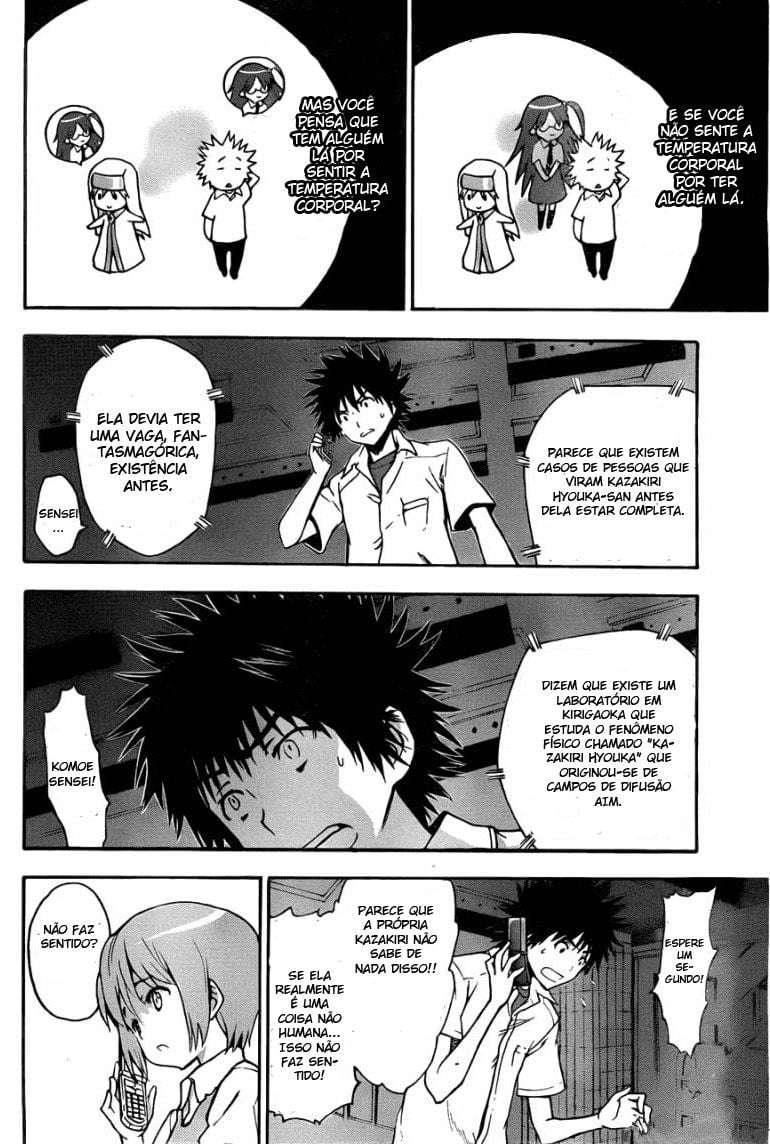 E SE VOCÊ
NÃO SENTE A
TEMPERATURA
CORPORAL
POR TER
ALGUÉM LÁ.
MAS VOCÊ
PENSA QUE
TEM ALGUÉM
LÁ POR
SENTIR A
TEMPERATURA
CORPORAL?
PARECE QUE EXISTEM
CASOS DE PESSOAS QUE
VIRAM KAZAKIRI
HYOUKA-SAN ANTES
DELA ESTAR COMPLETA.
ELA DEVIA TER
UMA VAGA, FAN-
TASMAGÓRICA,
EXISTÊNCIA
ANTES.
SENSEI
...
DIZEM QUE EXISTE UM
LABORATÓRIO EM
KIRIGAOKA QUE
ESTUDA O FENÔMENO
FÍSICO CHAMADO "KA-
ZAKIRI HYOUKA" QUE
ORIGINOU-SE DE
CAMPOS DE DIFUSÃO
AIM.
KOMOE
SENSEI!
ESPERE
UM
SE-
GUNDO!
PARECE QUE
A PRÓPRIA
KAZAKIRI NÃO
SABE DE
NADA DISSO!!
SE ELA
REALMENTE
É UMA
COISA NÃO
HUMANA...
ISSO NÃO
FAZ SEN-
TIDO!
NÃO FAZ
SENTIDO?